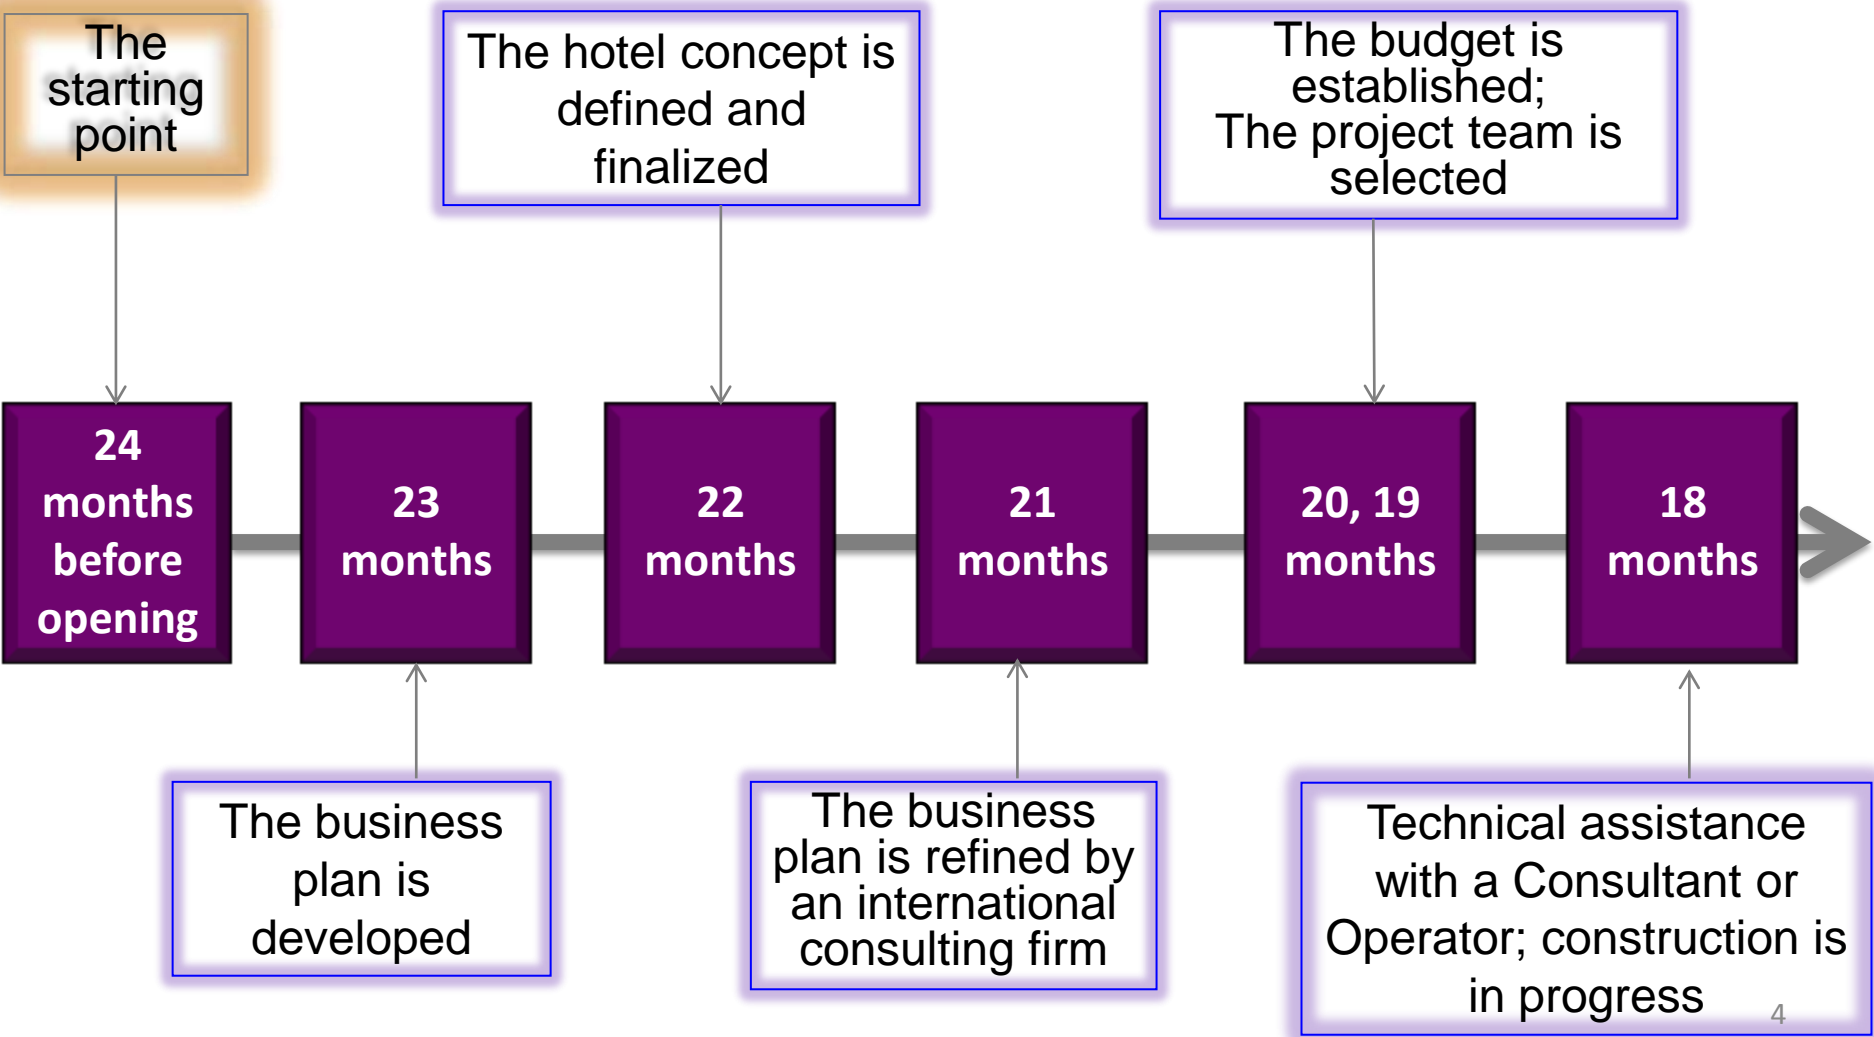 The
starting
point
The hotel concept is
defined and
finalized
The budget is
established;
The project team is
selected
24
months
before
opening
23
months
22
months
21
months
20, 19
months
18
months
The business
plan is
developed
The business
plan is refined by
an international
consulting firm
Technical assistance
with a Consultant or
Operator; construction is
in progress
4